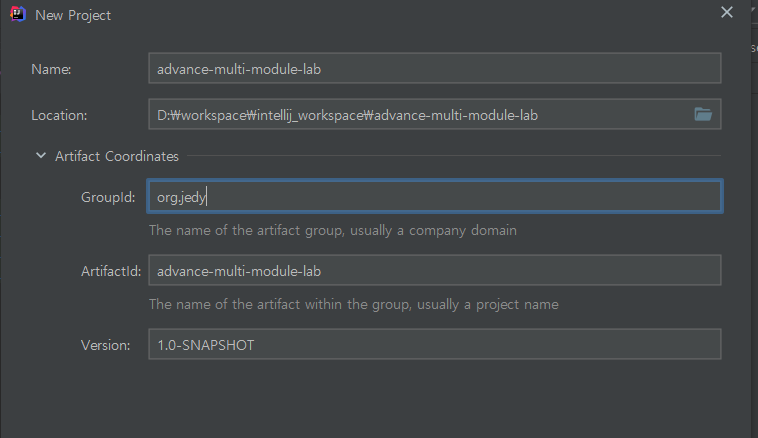 New Project
Name: advance-multi-module-lab
Location: D:₩workspace₩intellij_workspace₩advance-multi-module-lab
Artifact Coordinates
GroupId: org.jedy
The name of the artifact group, usually a company domain
ArtifactId: advance-multi-module-lab
The name of the artifact within the group, usually a project name
Version: 1.0-SNAPSHOT